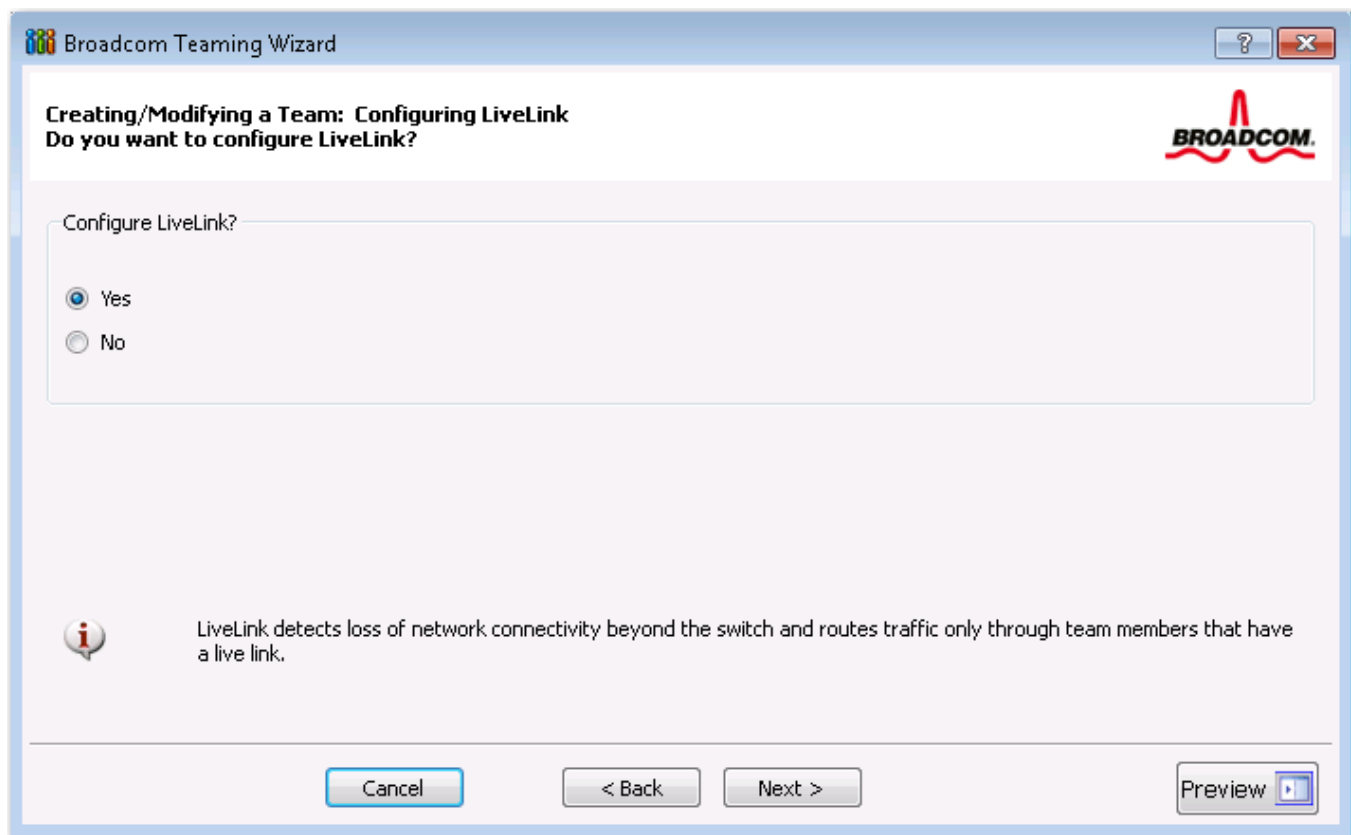 Broadcom Teaming Wizard
?
Creating/Modifying a Team: Configuring LiveLink
Do you want to configure LiveLink?
BROADCOM.
Configure LiveLink?
Yes
No
LiveLink detects loss of network connectivity beyond the switch and routes traffic only through team members that have
a live link.
Cancel
< Back
Next >
Preview